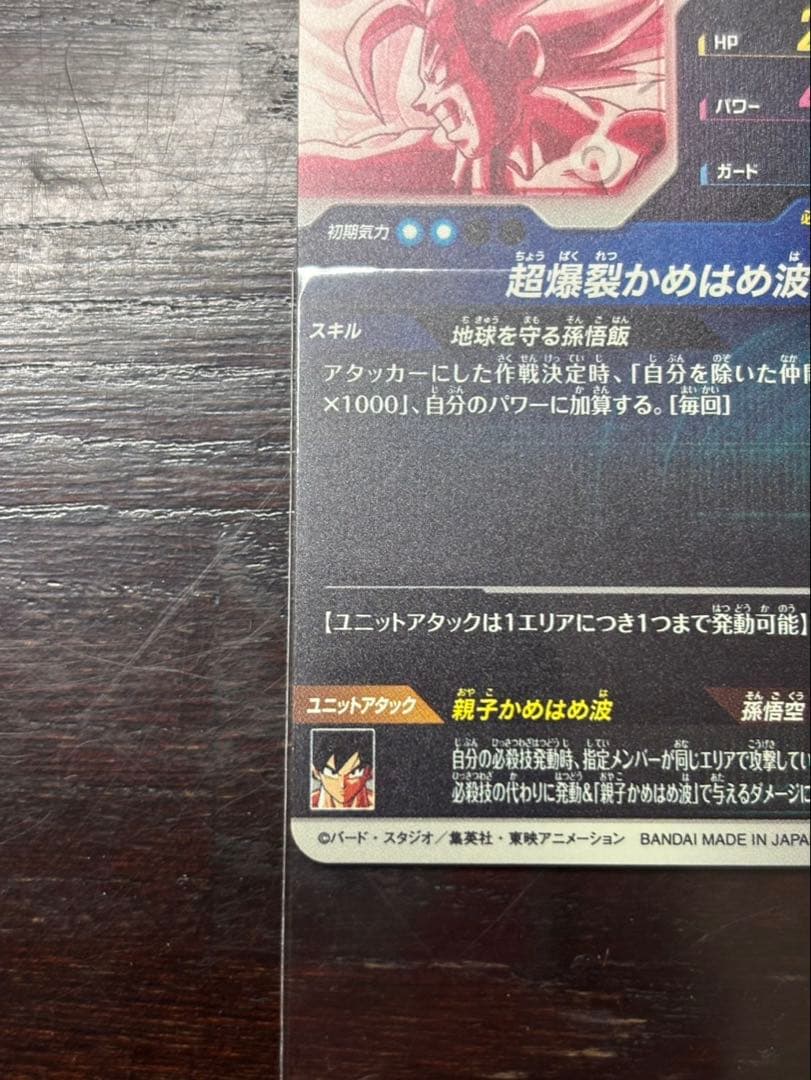 HP
パワー
ガード
初期気力
超爆裂かめはめ波
スキル 地球を守る孫悟飯
アタッカーにした作戦決定時、「自分を除いた仲
×1000」、自分のパワーに加算する。[毎回]
【ユニットアタックは1エリアにつき1つまで発動可能】
ユニットアタック 親子かめはめ波 孫悟空
自分の必殺技発動時、指定メンバーが同じエリアで攻撃してい
必殺技の代わりに発動&「親子かめはめ波」で与えるダメージに
©バード・スタジオ/集英社・東映アニメーション BANDAI MADE IN JAPA